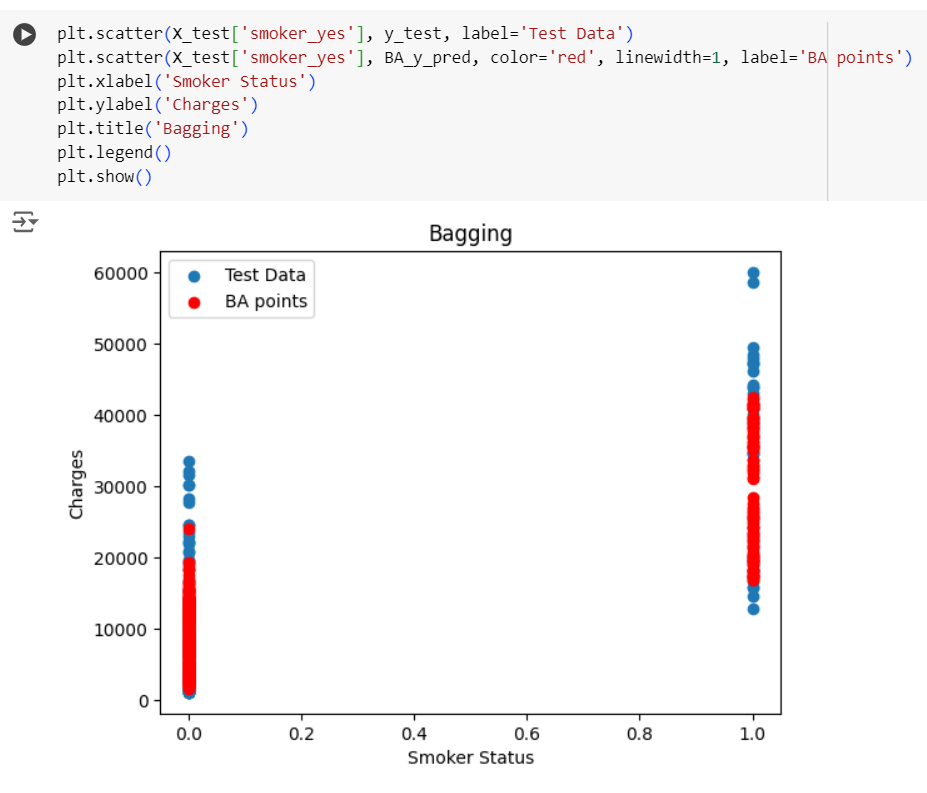 plt.scatter(X_test['smoker_yes'], y_test, label='Test Data')
plt.scatter(X_test['smoker_yes'], BA_y_pred, color='red', linewidth=1, label='BA points')
plt.xlabel('Smoker Status')
plt.ylabel('Charges')
plt.title('Bagging')
plt.legend()
plt.show()
Bagging
Test Data
BA points
60000
50000
40000
30000
20000
10000
0
Charges
0.0 0.2 0.4 0.6 0.8 1.0
Smoker Status